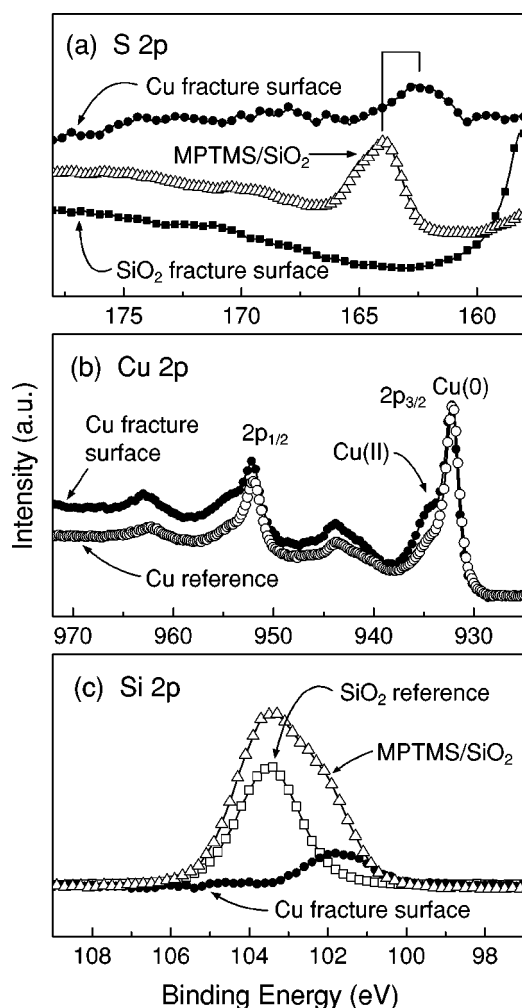 (a) S 2p
Cu fracture surface
MPTMS/SiO₂
SiO₂ fracture surface
175 170 165 160
(b) Cu 2p
Cu fracture
surface
2p₁/₂
2p₃/₂
Cu(0)
Cu(II)
Cu reference
970 960 950 940 930
Intensity (a.u.)
(c) Si 2p
SiO₂ reference
MPTMS/SiO₂
Cu fracture surface
108 106 104 102 100 98
Binding Energy (eV)